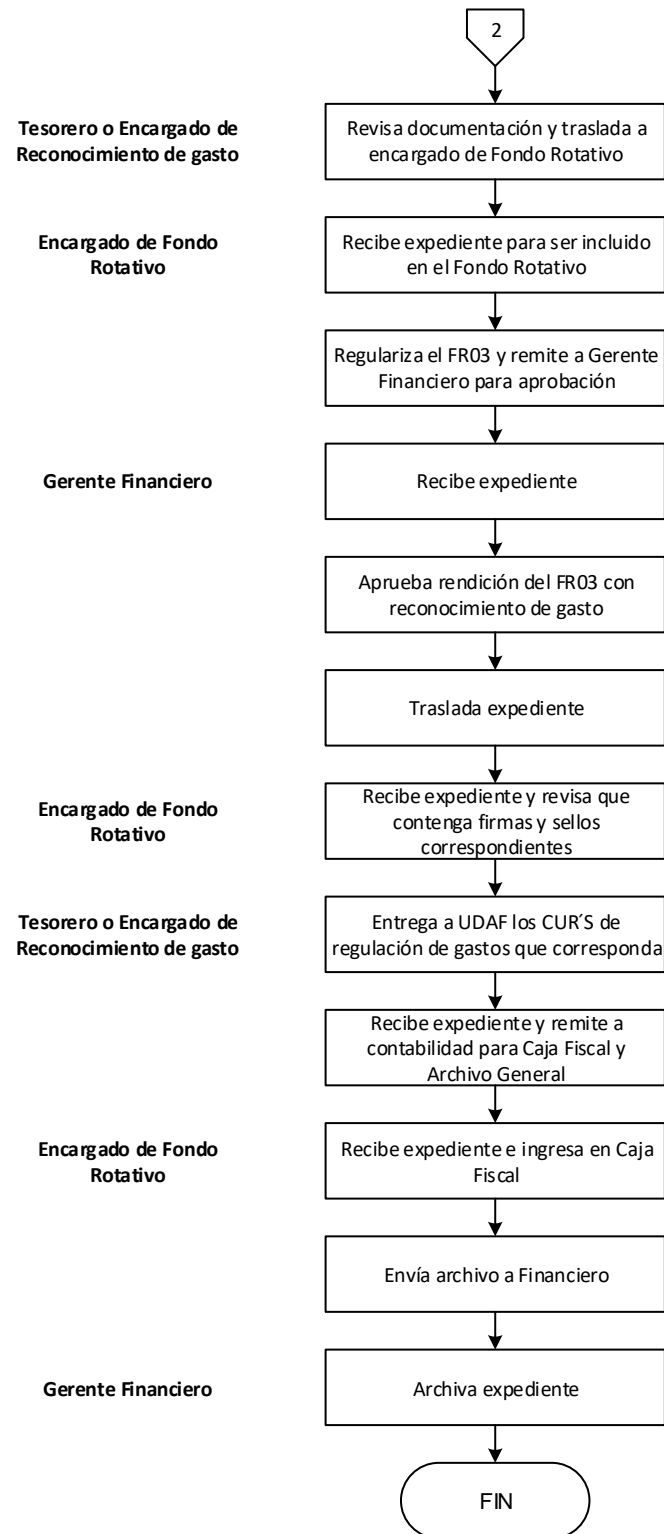 2
Tesorero o Encargado de
Reconocimiento de gasto
Revisa documentación y traslada a
encargado de Fondo Rotativo
Encargado de Fondo
Rotativo
Recibe expediente para ser incluido
en el Fondo Rotativo
Regulariza el FR03 y remite a Gerente
Financiero para aprobación
Gerente Financiero
Recibe expediente
Aprueba rendición del FR03 con
reconocimiento de gasto
Traslada expediente
Encargado de Fondo
Rotativo
Recibe expediente y revisa que
contenga firmas y sellos
correspondientes
Tesorero o Encargado de
Reconocimiento de gasto
Entrega a UDAF los CUR´S de
regulación de gastos que corresponda
Recibe expediente y remite a
contabilidad para Caja Fiscal y
Archivo General
Encargado de Fondo
Rotativo
Recibe expediente e ingresa en Caja
Fiscal
Envía archivo a Financiero
Gerente Financiero
Archiva expediente
FIN